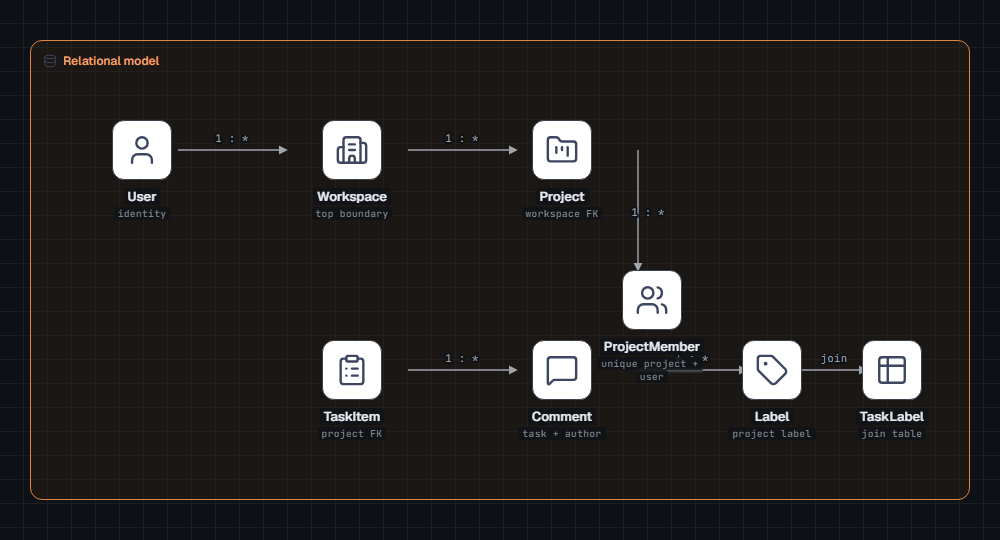 Relational model
1 : *
1 : *
User
Workspace
Project
identity
top boundary
workspace FK
1 : *
ProjectMember
unique project +
user
1 : *
: *
join
TaskItem
Comment
Label
TaskLabel
project FK
task + author
project label
join table